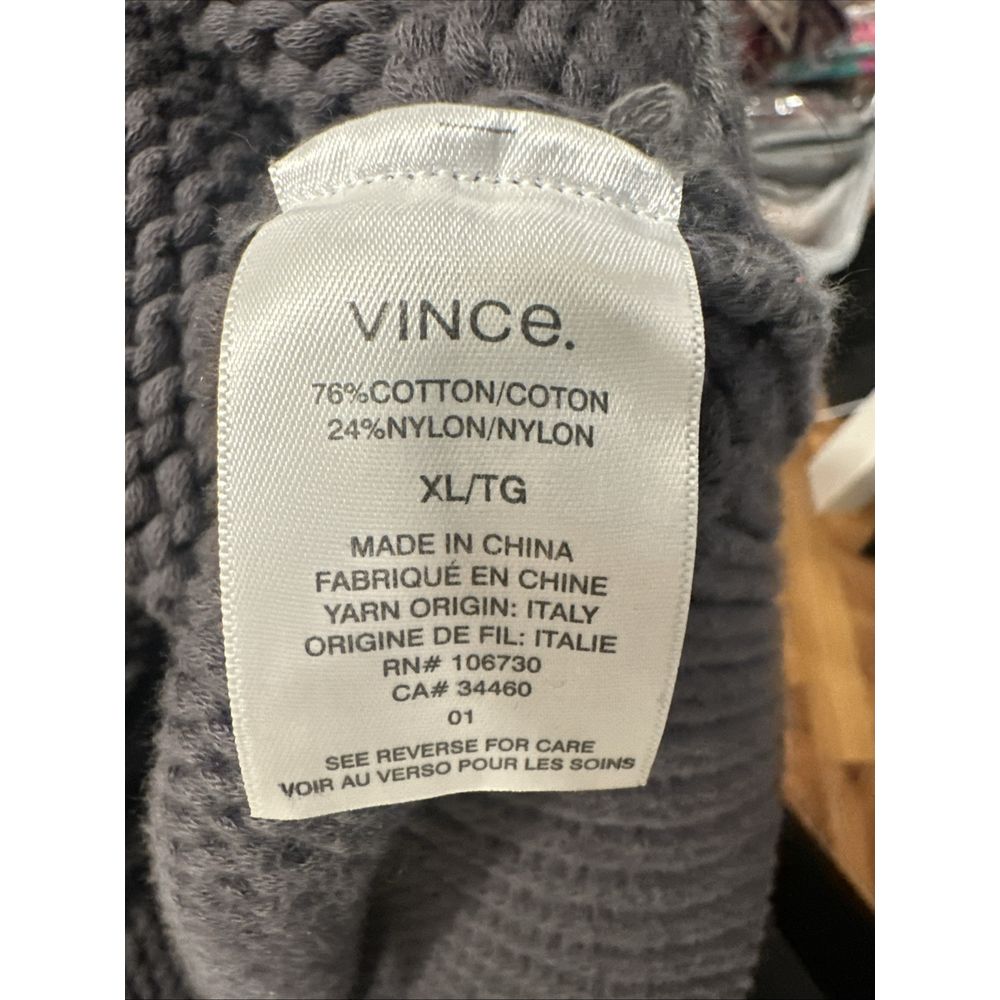 VINCe.
76%COTTON/COTON
24%NYLON/NYLON
XL/TG
MADE IN CHINA
FABRIQUÉ EN CHINE
YARN ORIGIN: ITALY
ORIGINE DE FIL: ITALIE
RN# 106730
CA# 34460
01
SEE REVERSE FOR CARE
VOIR AU VERSO POUR LES SOINS